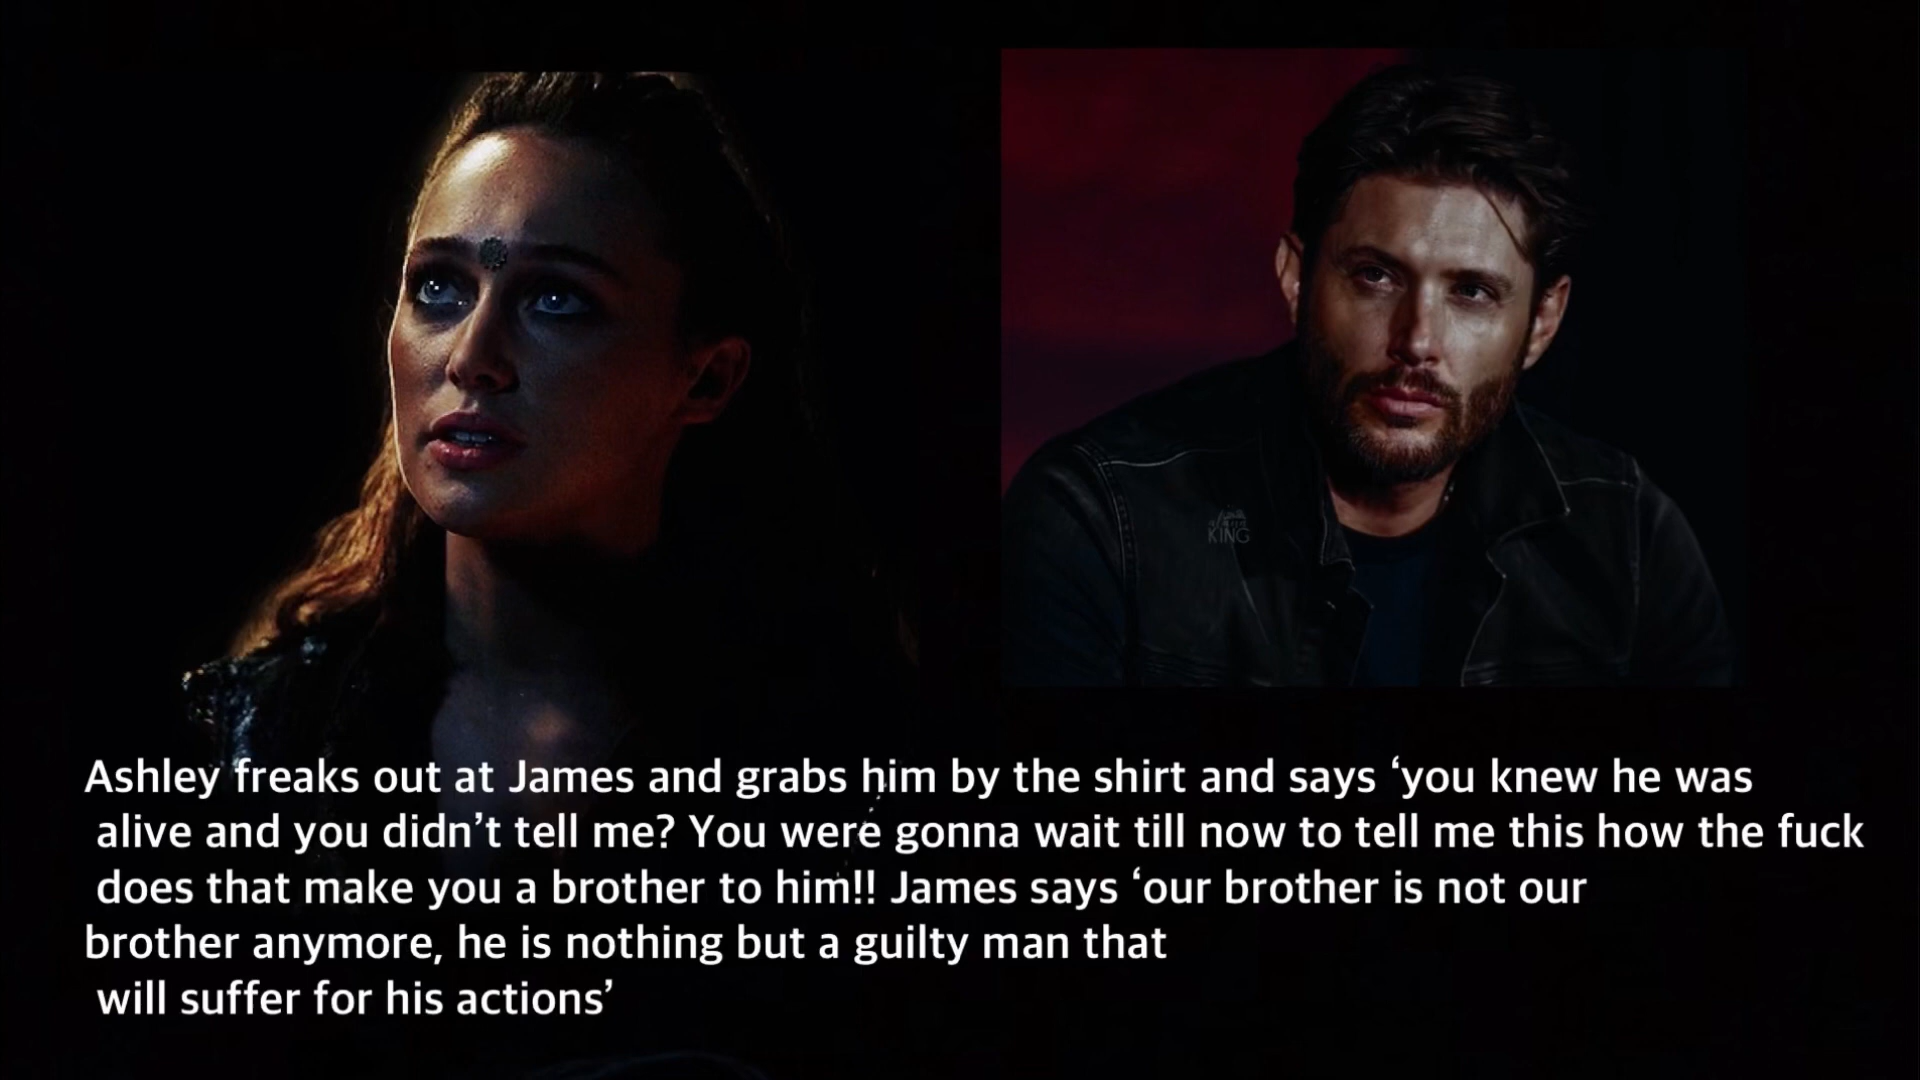 KING
Ashley freaks out at James and grabs him by the shirt and says ‘you knew he was
alive and you didn’t tell me? You were gonna wait till now to tell me this how the fuck
does that make you a brother to him!! James says ‘our brother is not our
brother anymore, he is nothing but a guilty man that
will suffer for his actions’